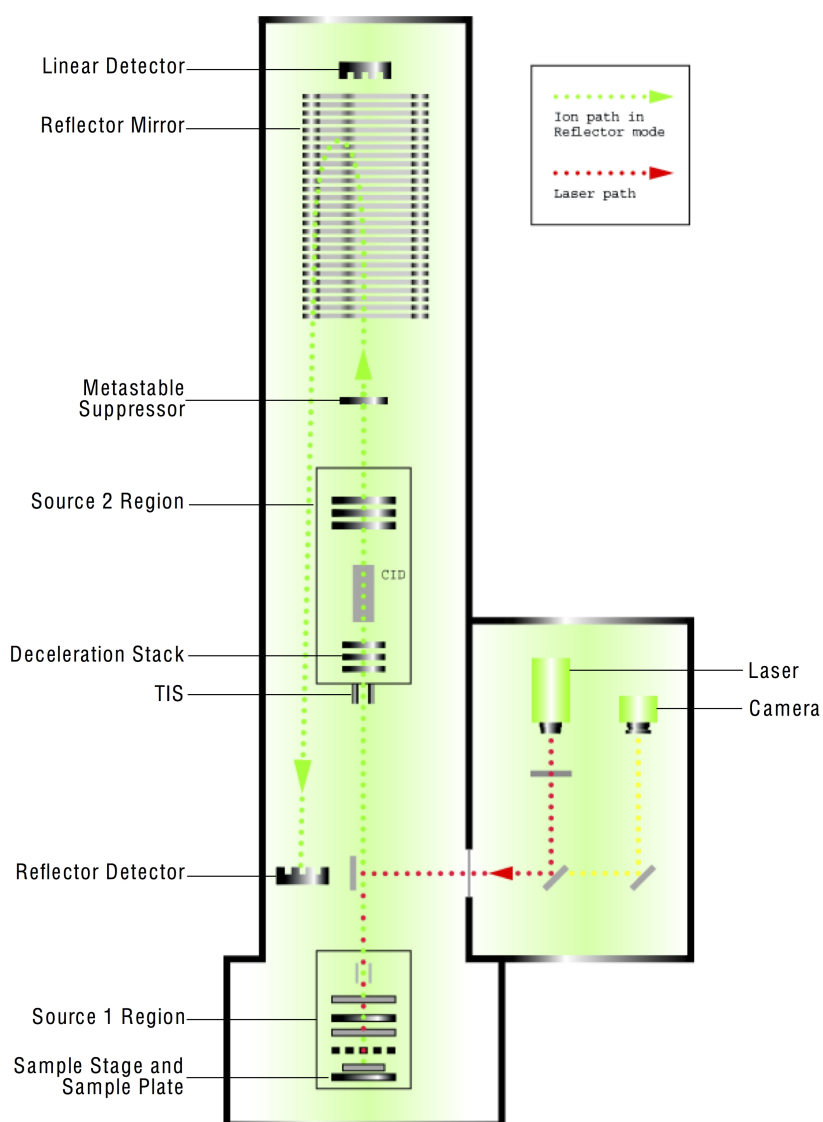 Linear Detector
Reflector Mirror
Ion path in
Reflector mode
Laser path
Metastable
Suppressor
Source 2 Region
CID
Deceleration Stack
TIS
Laser
Camera
Reflector Detector
Source 1 Region
Sample Stage and
Sample Plate